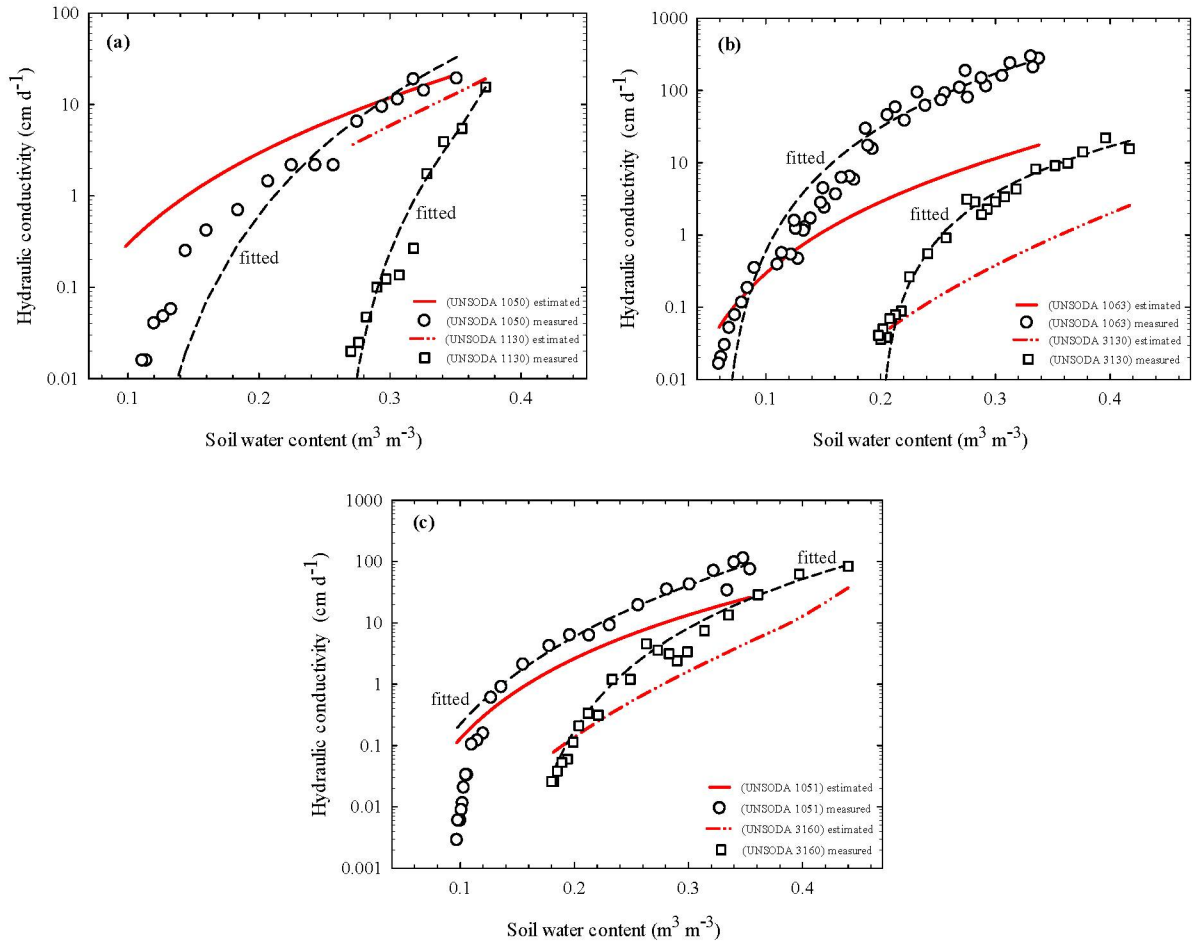 (a)
Hydraulic conductivity (cm d⁻¹)
100
10
1
0.1
0.01
fitted
fitted
(UNSODA 1050) estimated
(UNSODA 1050) measured
(UNSODA 1130) estimated
(UNSODA 1130) measured
0.1 0.2 0.3 0.4
Soil water content (m³ m⁻³)
(b)
Hydraulic conductivity (cm d⁻¹)
1000
100
10
1
0.1
0.01
fitted
fitted
(UNSODA 1063) estimated
(UNSODA 1063) measured
(UNSODA 3130) estimated
(UNSODA 3130) measured
0.1 0.2 0.3 0.4
Soil water content (m³ m⁻³)
(c)
Hydraulic conductivity (cm d⁻¹)
1000
100
10
1
0.1
0.01
0.001
fitted
fitted
(UNSODA 1051) estimated
(UNSODA 1051) measured
(UNSODA 3160) estimated
(UNSODA 3160) measured
0.1 0.2 0.3 0.4
Soil water content (m³ m⁻³)